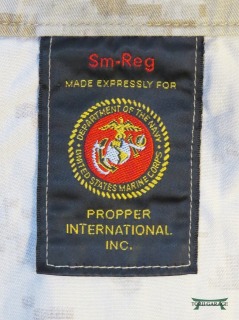 Sm-Reg
MADE EXPRESSLY FOR
DEPARTMENT OF THE NAVY
UNITED STATES MARINE CORPS
PROPPER
INTERNATIONAL
INC.